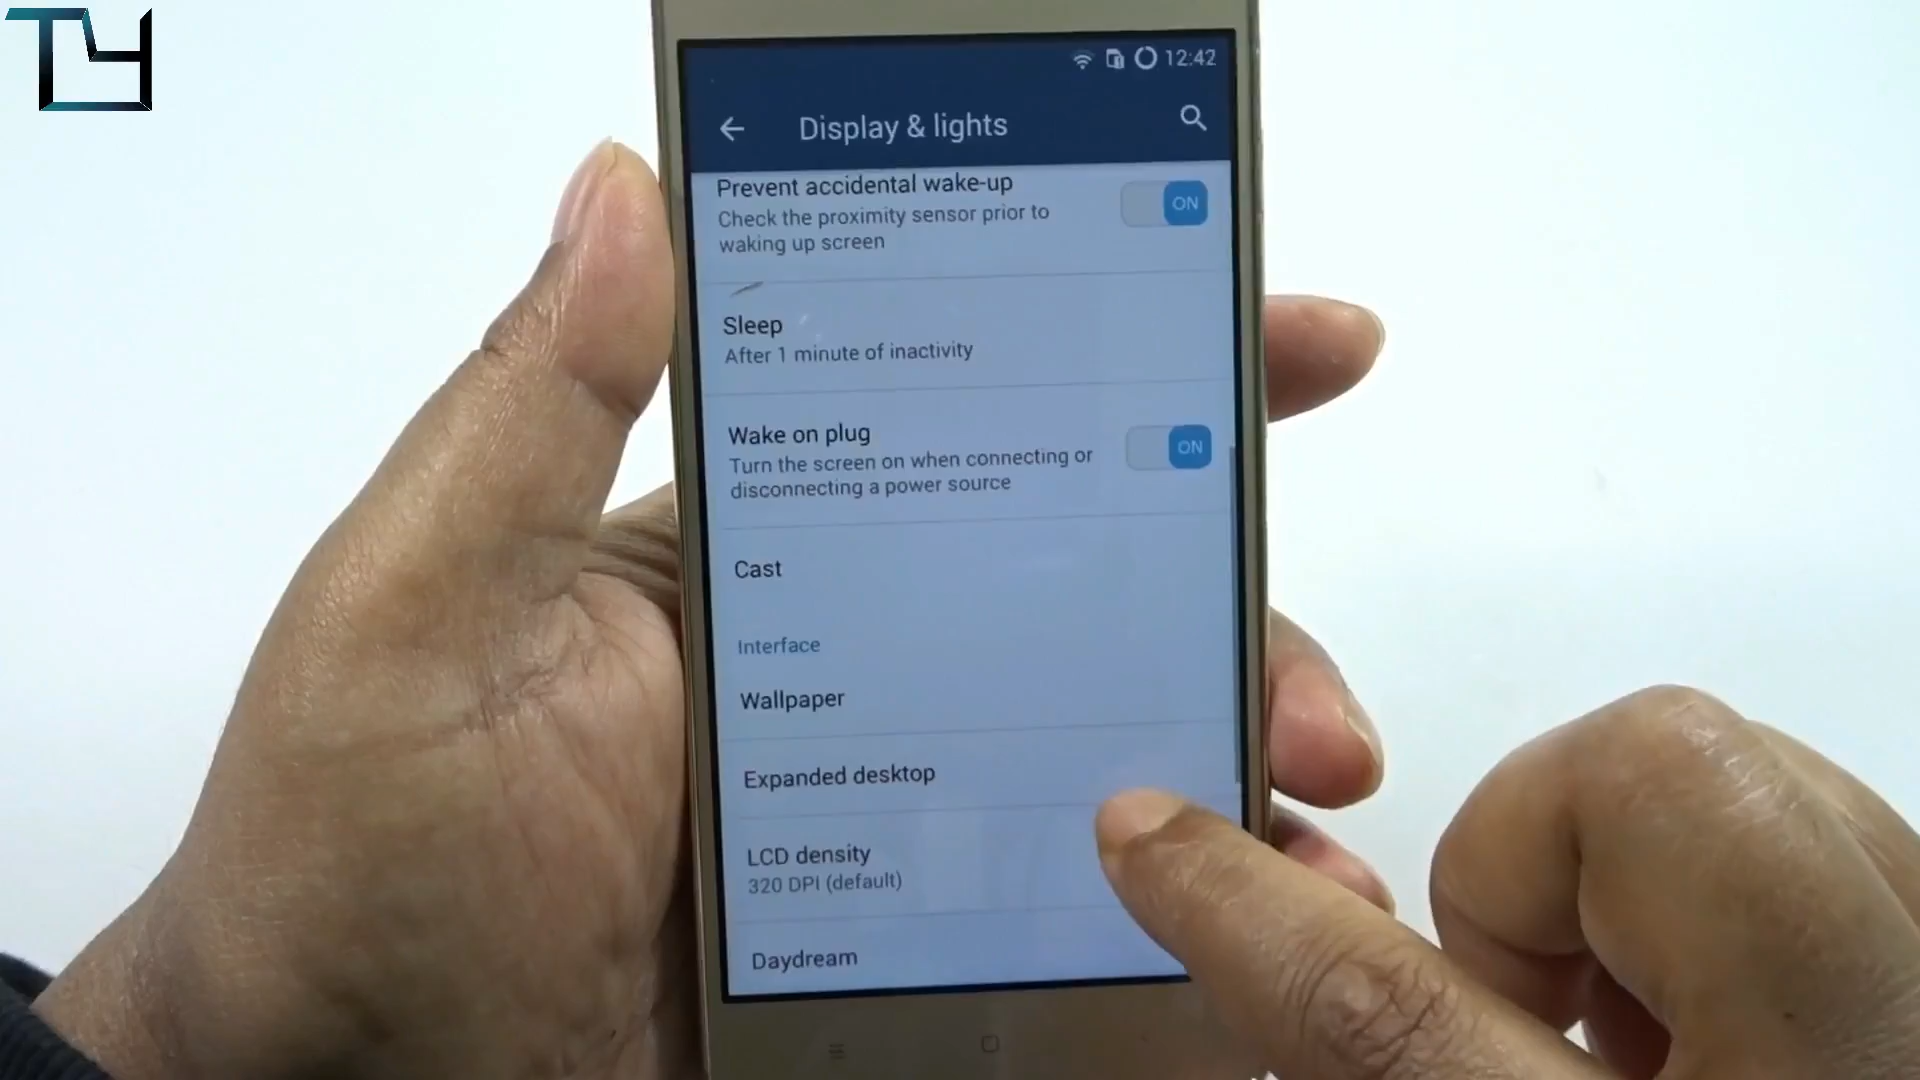 TY
12:42
Display & lights
Prevent accidental wake-up
Check the proximity sensor prior to
waking up screen
ON
Sleep
After 1 minute of inactivity
Wake on plug
Turn the screen on when connecting or
disconnecting a power source
ON
Cast
Interface
Wallpaper
Expanded desktop
LCD density
320 DPI (default)
Daydream